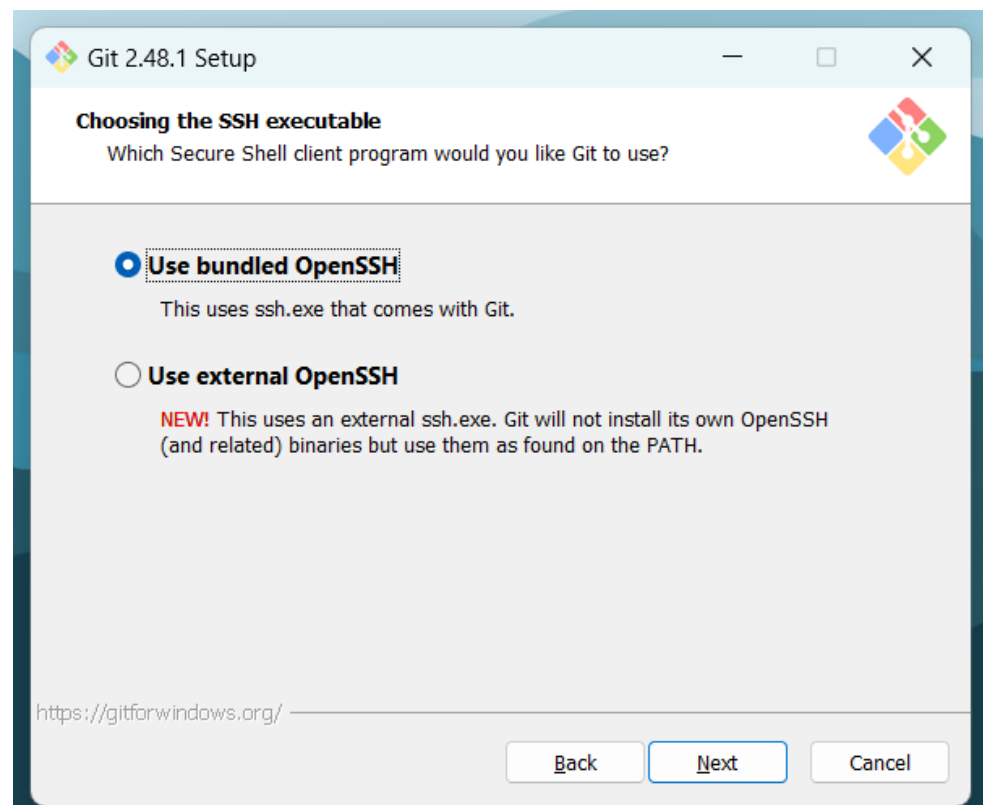 Git 2.48.1 Setup
Choosing the SSH executable
Which Secure Shell client program would you like Git to use?
Use bundled OpenSSH
This uses ssh.exe that comes with Git.
Use external OpenSSH
NEW! This uses an external ssh.exe. Git will not install its own OpenSSH
(and related) binaries but use them as found on the PATH.
https://gitforwindows.org/
Back Next Cancel